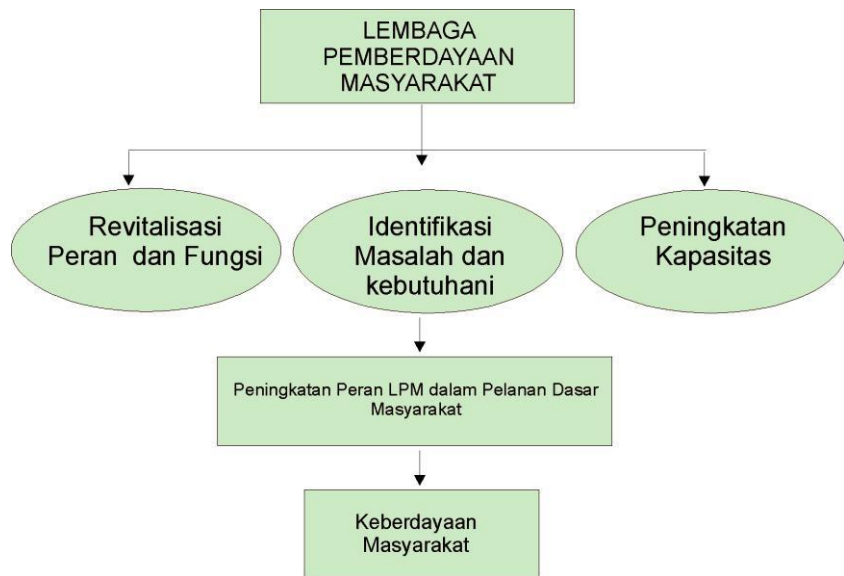 LEMBAGA
PEMBERDAYAAN
MASYARAKAT
Revitalisasi
Peran dan Fungsi
Identifikasi
Masalah dan
kebutuhani
Peningkatan
Kapasitas
Peningkatan Peran LPM dalam Pelanan Dasar
Masyarakat
Keberdayaan
Masyarakat